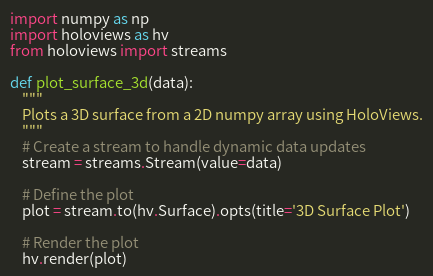 import numpy as np
import holoviews as hv
from holoviews import streams

def plot_surface_3d(data):
    """
    Plots a 3D surface from a 2D numpy array using HoloViews.
    """
    # Create a stream to handle dynamic data updates
    stream = streams.Stream(value=data)

    # Define the plot
    plot = stream.to(hv.Surface).opts(title='3D Surface Plot')

    # Render the plot
    hv.render(plot)